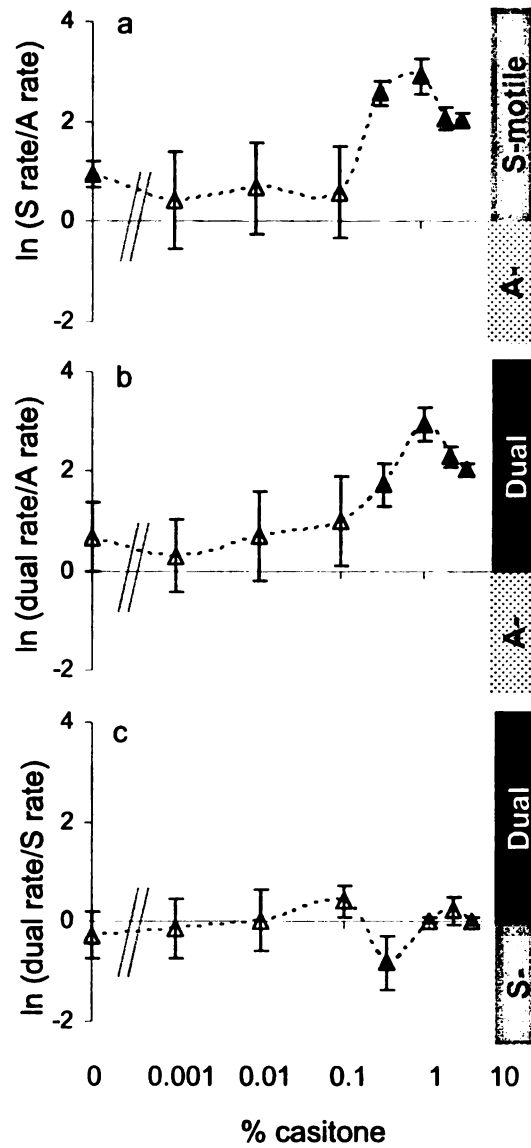 a
ln (S rate/A rate)
4
2
0
-2
S-motile
A-
b
ln (dual rate/A rate)
4
2
0
-2
Dual
A-
c
ln (dual rate/S rate)
4
2
0
-2
Dual
S-
0 0.001 0.01 0.1 1 10
% casitone